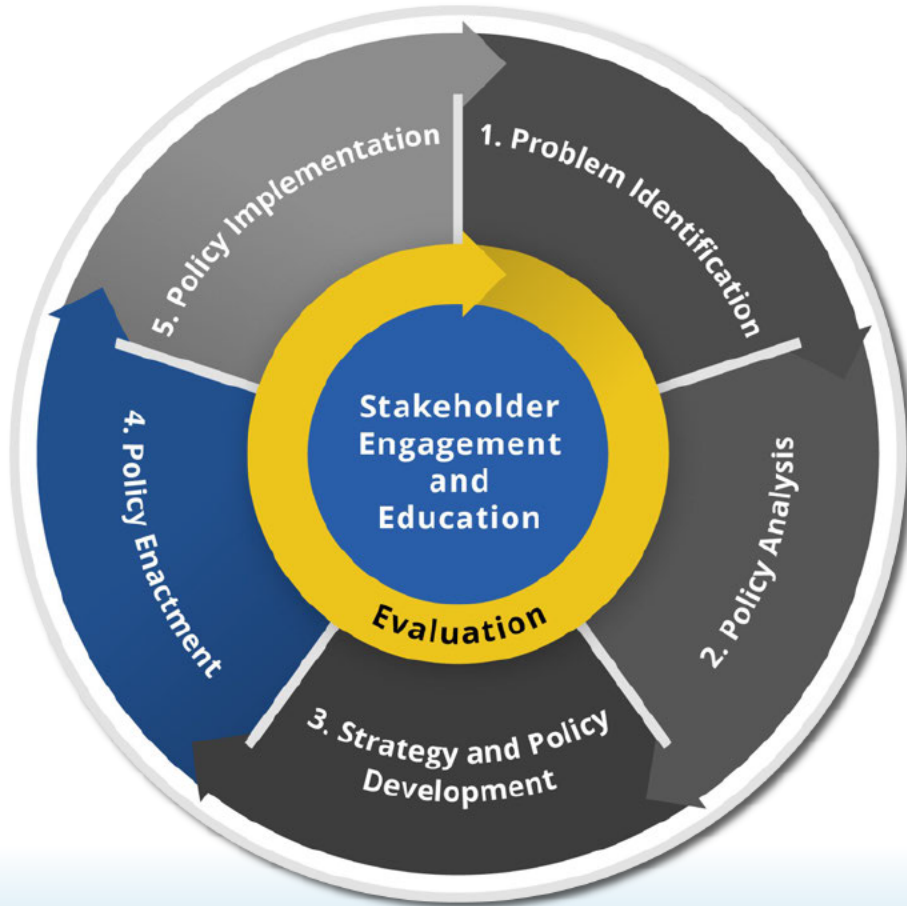 1. Problem Identification
2. Policy Analysis
3. Strategy and Policy
Development
4. Policy Enactment
5. Policy Implementation
Stakeholder
Engagement
and
Education
Evaluation